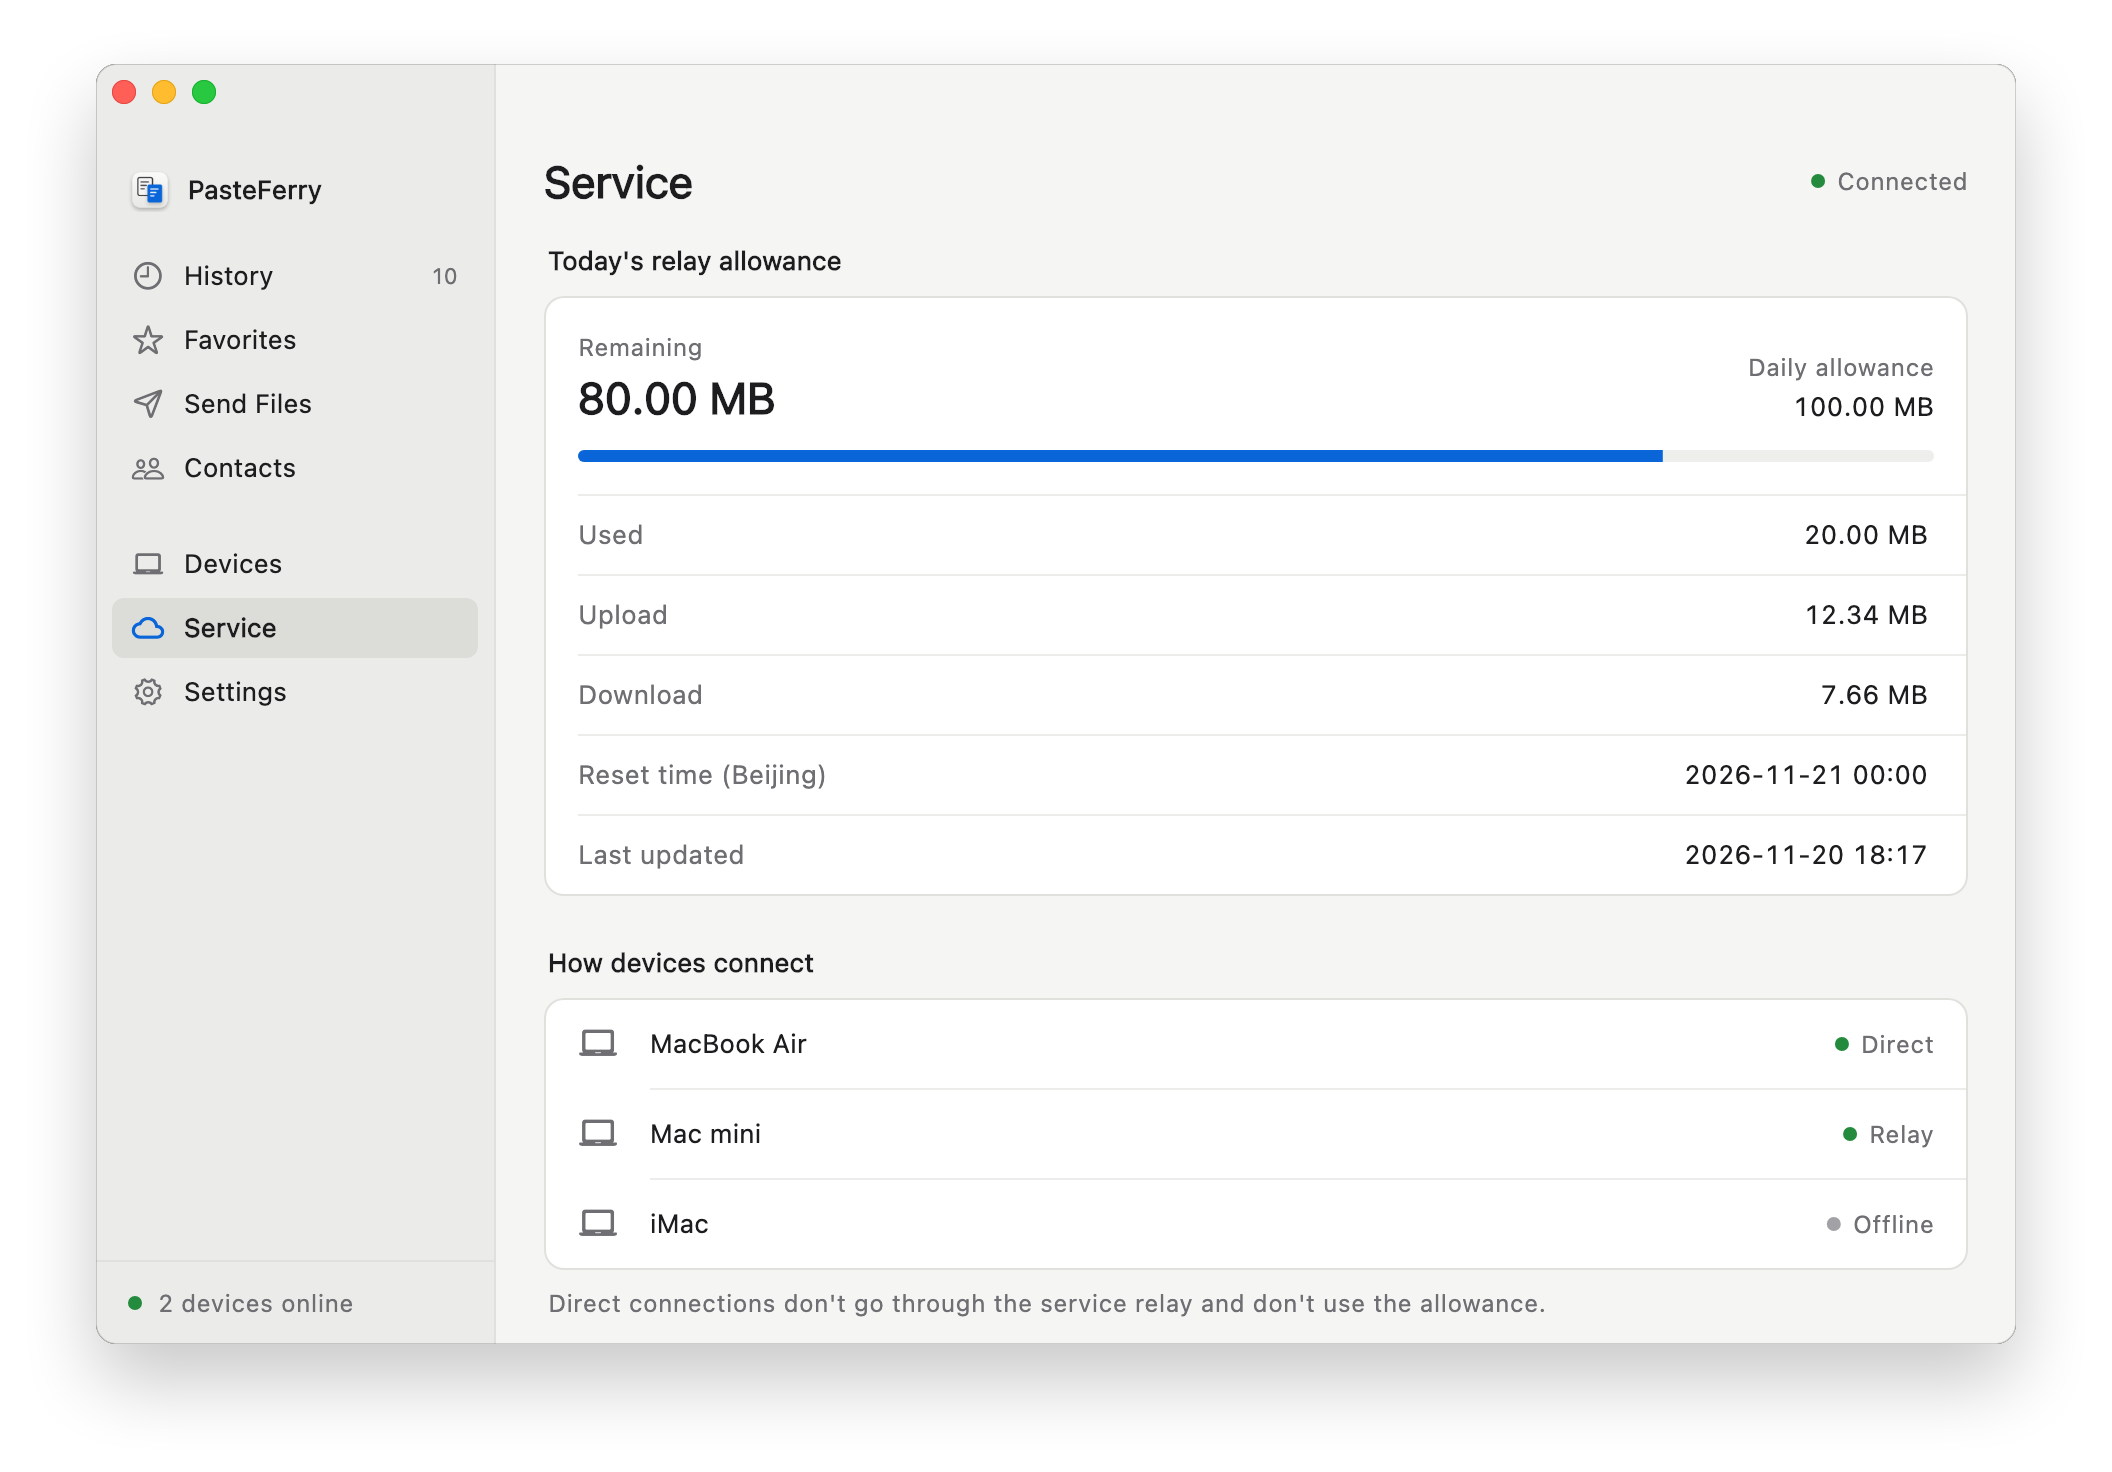 PasteFerry
History 10
Favorites
Send Files
Contacts
Devices
Service
Settings
2 devices online
Service
Connected
Today's relay allowance
Remaining
80.00 MB
Daily allowance
100.00 MB
Used 20.00 MB
Upload 12.34 MB
Download 7.66 MB
Reset time (Beijing) 2026-11-21 00:00
Last updated 2026-11-20 18:17
How devices connect
MacBook Air Direct
Mac mini Relay
iMac Offline
Direct connections don't go through the service relay and don't use the allowance.